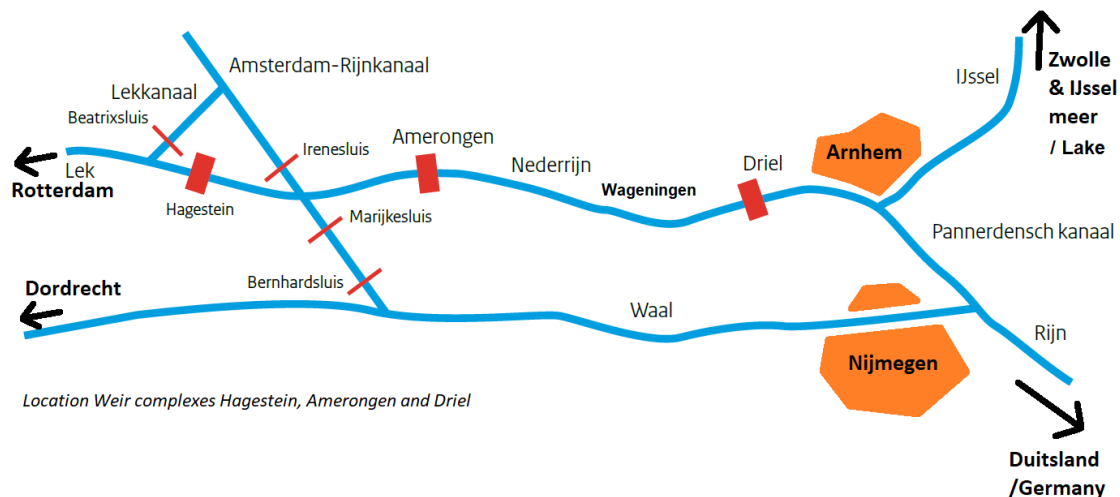 Amsterdam-Rijnkanaal
Lekkanaal
Beatrixsluis
Lek
Rotterdam
Hagestein
Irenesluis
Amerongen
Nederrijn
Wageningen
Driel
Arnhem
IJssel
Zwolle
& IJssel
meer
/ Lake
Marijkesluis
Pannerdensch kanaal
Bernhardsluis
Dordrecht
Waal
Nijmegen
Rijn
Location Weir complexes Hagestein, Amerongen and Driel
Duitsland
/Germany